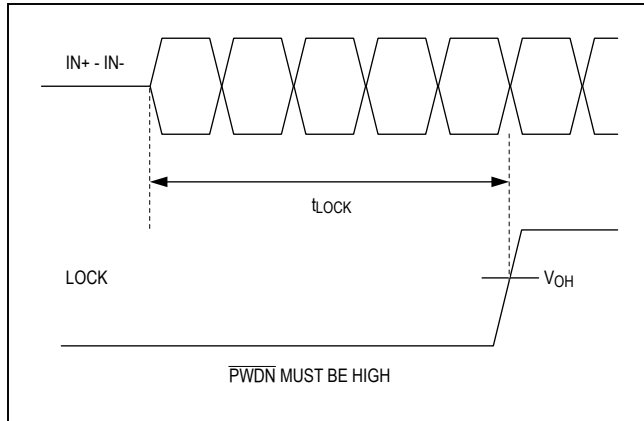 IN+ - IN-
tLOCK
LOCK
VOH
PWDN MUST BE HIGH